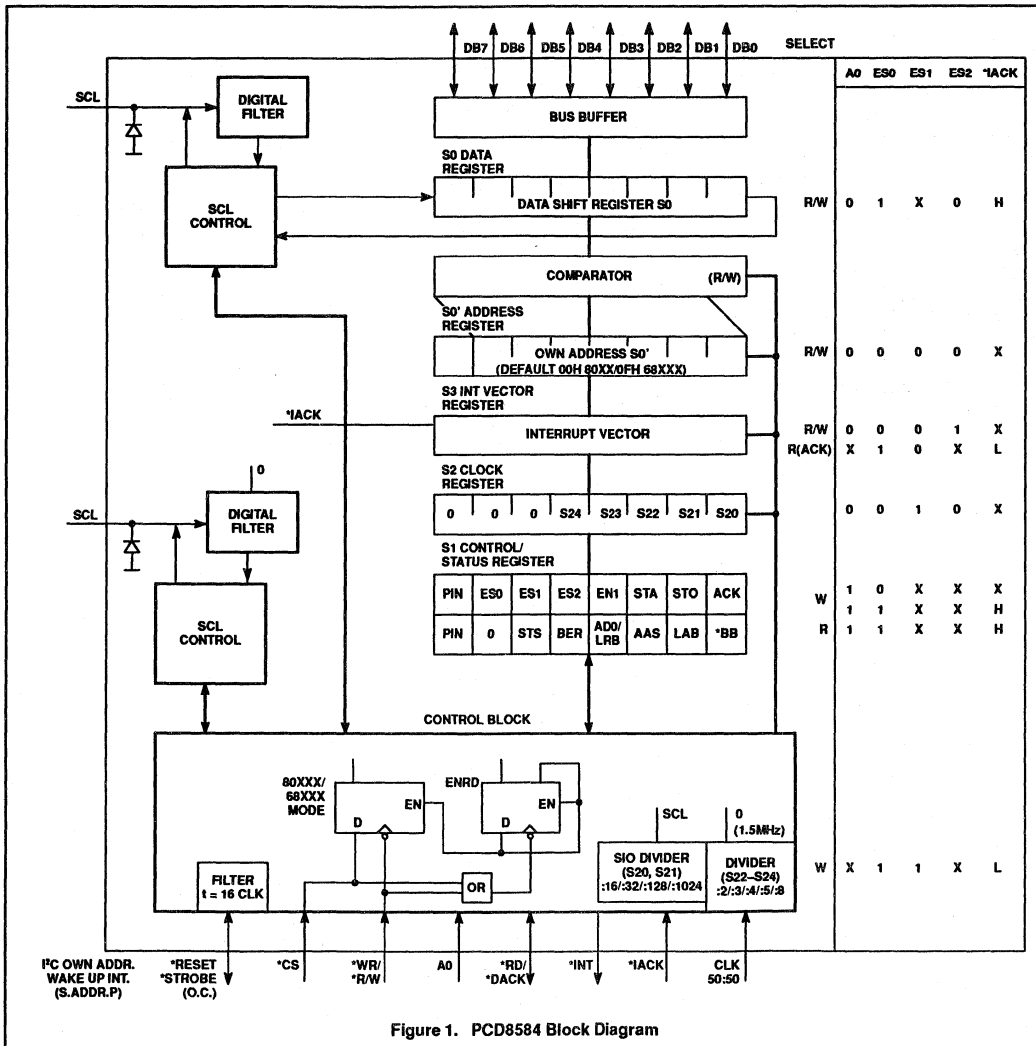 DB7 DB6 DB5 DB4 DB3 DB2 DB1 DB0
SELECT
A0 ES0 ES1 ES2 *IACK
SCL
DIGITAL
FILTER
BUS BUFFER
S0 DATA
REGISTER
DATA SHIFT REGISTER S0
R/W 0 1 X 0 H
SCL
CONTROL
COMPARATOR (R/W)
S0' ADDRESS
REGISTER
OWN ADDRESS S0'
(DEFAULT 00H 80XX/0FH 68XXX)
R/W 0 0 0 0 X
S3 INT VECTOR
REGISTER
*IACK
INTERRUPT VECTOR
R/W 0 0 0 1 X
R(ACK) X 1 0 X L
S2 CLOCK
REGISTER
0
SCL
DIGITAL
FILTER
0 0 0 S24 S23 S22 S21 S20
0 0 1 0 X
S1 CONTROL/
STATUS REGISTER
PIN ES0 ES1 ES2 EN1 STA STO ACK
W 1 0 X X X
1 1 X X H
PIN 0 STS BER AD0/LRB AAS LAB *BB
R 1 1 X X H
SCL
CONTROL
CONTROL BLOCK
80XXX/
68XXX
MODE
EN
D
ENRD
EN
D
SCL
0
(1.5MHz)
OR
FILTER
t = 16 CLK
SIO DIVIDER
(S20, S21)
:16/:32/:128/:1024
DIVIDER
(S22–S24)
:2/:3/:4/:5/:8
W X 1 1 X L
I²C OWN ADDR.
WAKE UP INT.
(S.ADDR.P)
*RESET
*STROBE
(O.C.)
*CS
*WR/
*R/W
A0
*RD/
*DACK
*INT
*IACK
CLK
50:50
Figure 1. PCD8584 Block Diagram